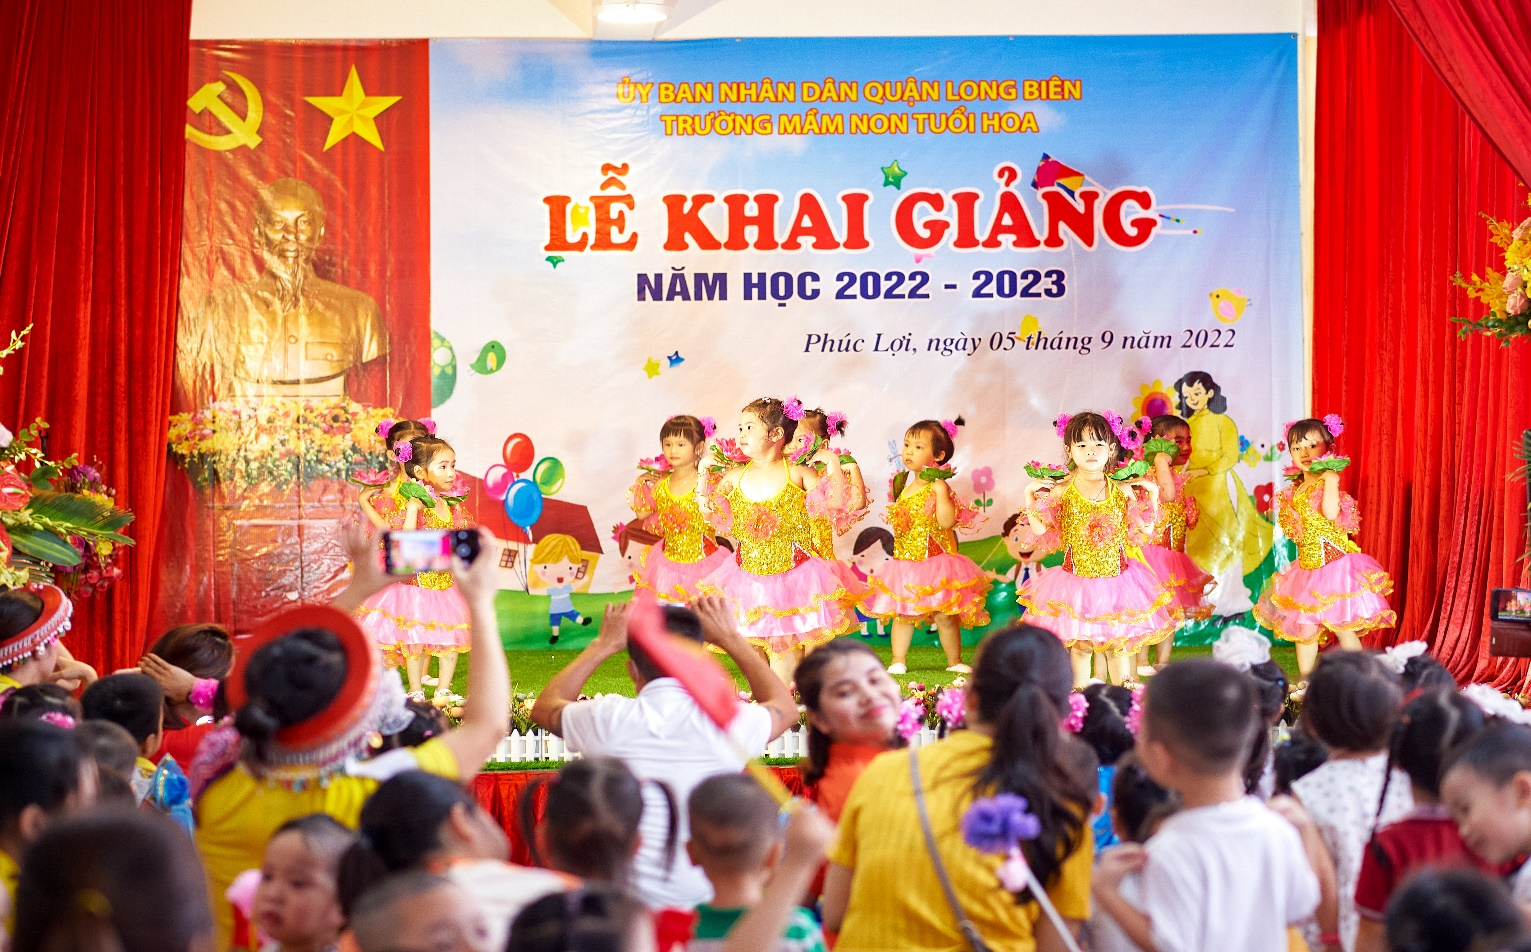 ỦY BAN NHÂN DÂN QUẬN LONG BIÊN
TRƯỜNG MẦM NON TUỔI HOA
LỄ KHAI GIẢNG
NĂM HỌC 2022 - 2023
Phúc Lợi, ngày 05 tháng 9 năm 2022